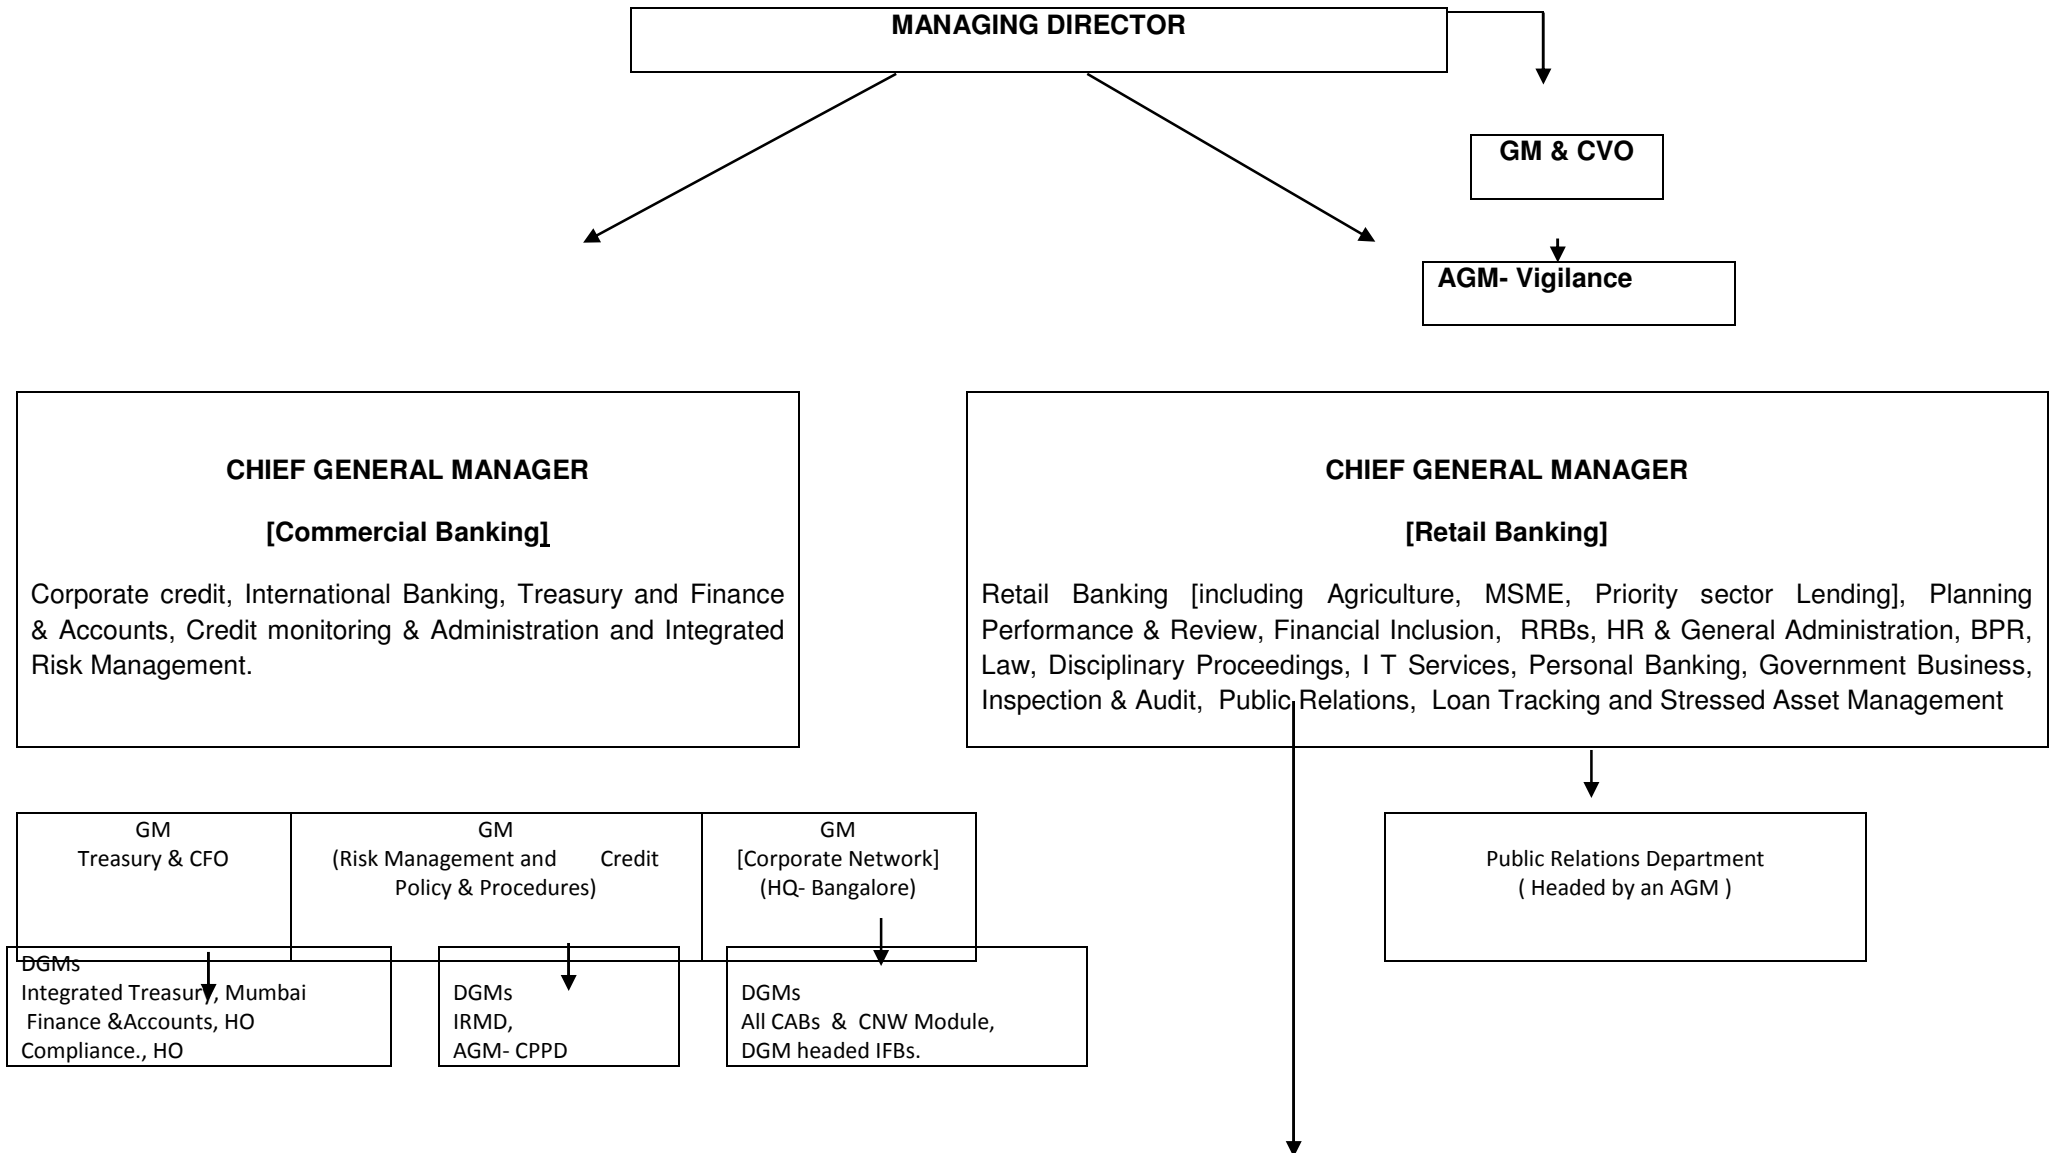 MANAGING DIRECTOR
GM & CVO
AGM- Vigilance
CHIEF GENERAL MANAGER
[Commercial Banking]
Corporate credit, International Banking, Treasury and Finance
& Accounts, Credit monitoring & Administration and Integrated
Risk Management.
CHIEF GENERAL MANAGER
[Retail Banking]
Retail Banking [including Agriculture, MSME, Priority sector Lending], Planning
Performance & Review, Financial Inclusion, RRBs, HR & General Administration, BPR,
Law, Disciplinary Proceedings, I T Services, Personal Banking, Government Business,
Inspection & Audit, Public Relations, Loan Tracking and Stressed Asset Management
GM
Treasury & CFO
GM
(Risk Management and Credit
Policy & Procedures)
GM
[Corporate Network]
(HQ- Bangalore)
Public Relations Department
( Headed by an AGM )
DGMs
Integrated Treasury, Mumbai
Finance &Accounts, HO
Compliance., HO
DGMs
IRMD,
AGM- CPPD
DGMs
All CABs & CNW Module,
DGM headed IFBs.